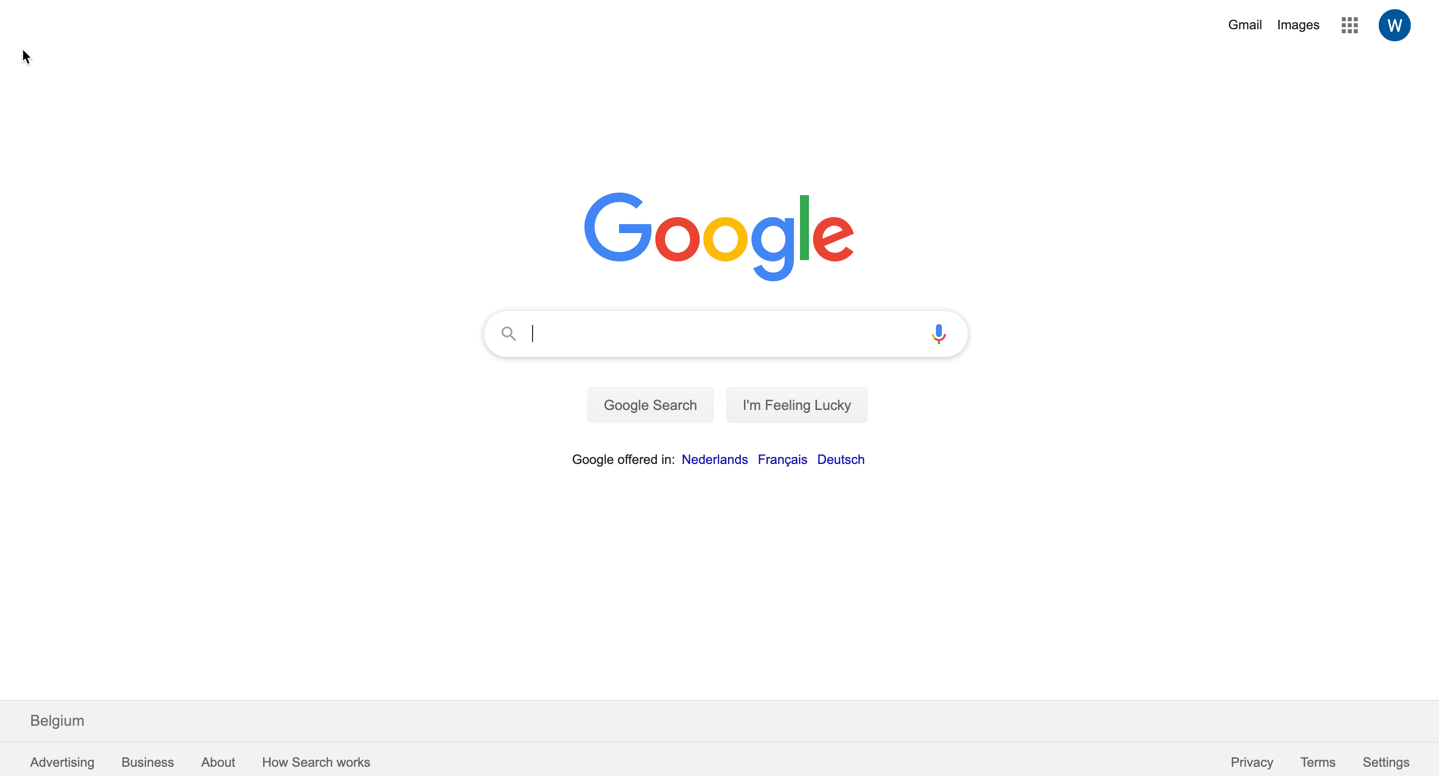 Gmail Images
W
Google
Google Search I'm Feeling Lucky
Google offered in: Nederlands Français Deutsch
Belgium
Advertising Business About How Search works Privacy Terms Settings